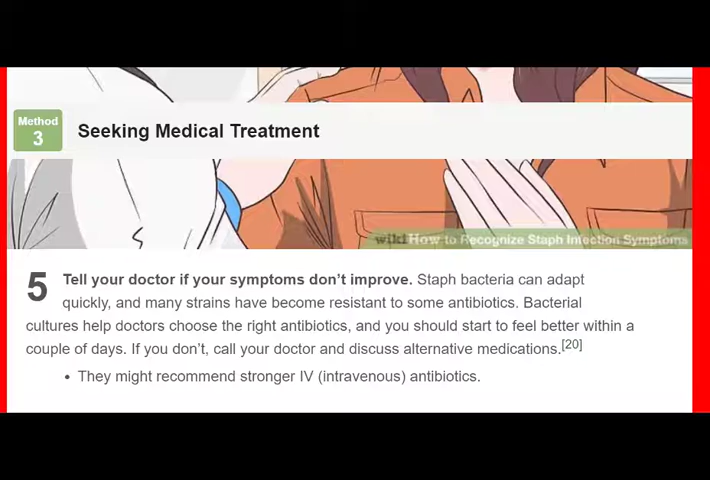 Method
3
Seeking Medical Treatment
wikiHow to Recognize Staph Infection Symptoms
5 Tell your doctor if your symptoms don’t improve. Staph bacteria can adapt
quickly, and many strains have become resistant to some antibiotics. Bacterial
cultures help doctors choose the right antibiotics, and you should start to feel better within a
couple of days. If you don’t, call your doctor and discuss alternative medications.[20]
• They might recommend stronger IV (intravenous) antibiotics.